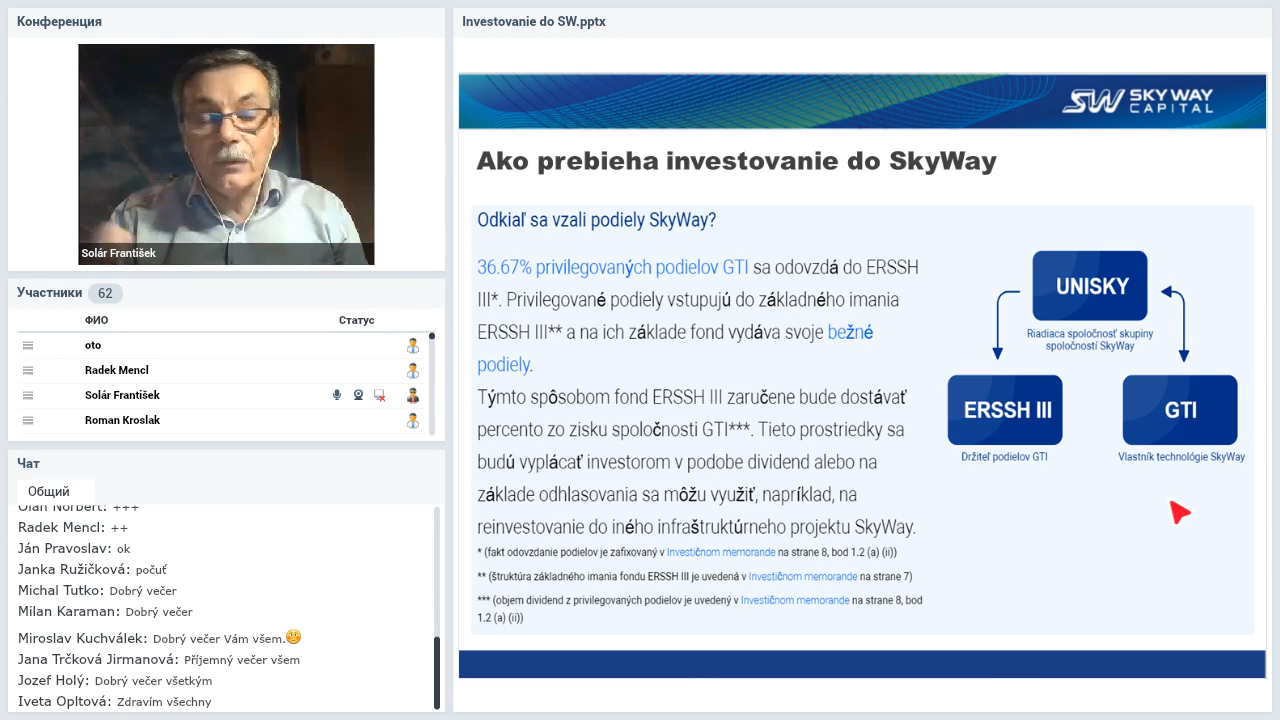 Конференция
Solár František
Участники 62
ФИО Статус
oto
Radek Mencl
Solár František
Roman Kroslak
Чат
Общий
Olah Norbert: +++
Radek Mencl: ++
Ján Pravoslav: ok
Janka Ružičková: počuť
Michal Tutko: Dobrý večer
Milan Karaman: Dobrý večer
Miroslav Kuchválek: Dobrý večer Vám všem.
Jana Trčková Jirmanová: Příjemný večer všem
Jozef Holý: Dobrý večer všetkým
Iveta Opltová: Zdravím všechny
Investovanie do SW.pptx
SW SKY WAY
CAPITAL
Ako prebieha investovanie do SkyWay
Odkiaľ sa vzali podiely SkyWay?
36.67% privilegovaných podielov GTI sa odovzdá do ERSSH
III*. Privilegované podiely vstupujú do základného imania
ERSSH III** a na ich základe fond vydáva svoje bežné
podiely.
Týmto spôsobom fond ERSSH III zaručene bude dostávať
percento zo zisku spoločnosti GTI***. Tieto prostriedky sa
budú vyplácať investorom v podobe dividend alebo na
základe odhlasovania sa môžu využiť, napríklad, na
reinvestovanie do iného infraštruktúrneho projektu SkyWay.
* (fakt odovzdanie podielov je zafixovaný v Investičnom memorande na strane 8, bod 1.2 (a) (ii))
** (štruktúra základného imania fondu ERSSH III je uvedená v Investičnom memorande na strane 7)
*** (objem dividend z privilegovaných podielov je uvedený v Investičnom memorande na strane 8, bod
1.2 (a) (ii))
UNISKY
Riadiaca spoločnosť skupiny
spoločností SkyWay
ERSSH III
Držiteľ podielov GTI
GTI
Vlastník technológie SkyWay